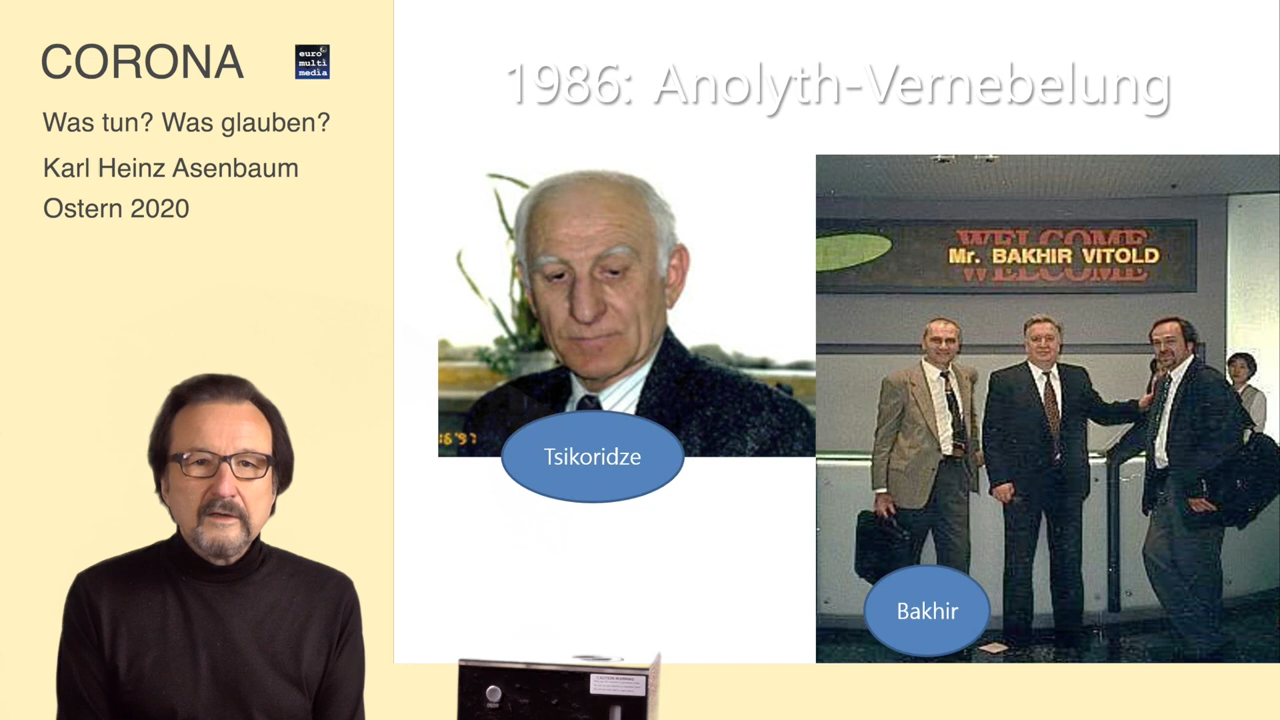 CORONA
euro
multi
media
Was tun? Was glauben?
Karl Heinz Asenbaum
Ostern 2020
1986: Anolyth-Vernebelung
WELCOME
Mr. BAKHIR VITOLD
WELCOME
'97
Tsikoridze
Bakhir